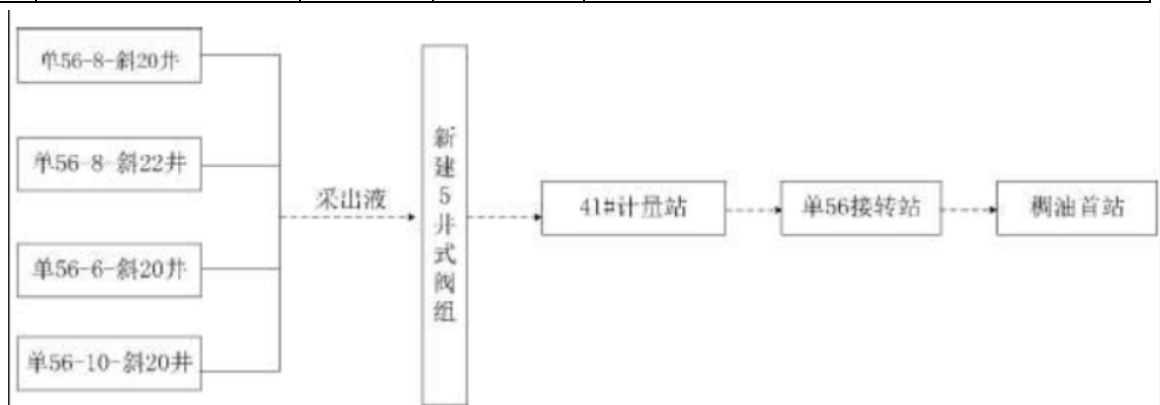 单56-8-斜20井
单56-8-斜22井
单56-6-斜20井
单56-10-斜20井
采出液
新建5井式阀组
41#计量站
单56接转站
稠油首站